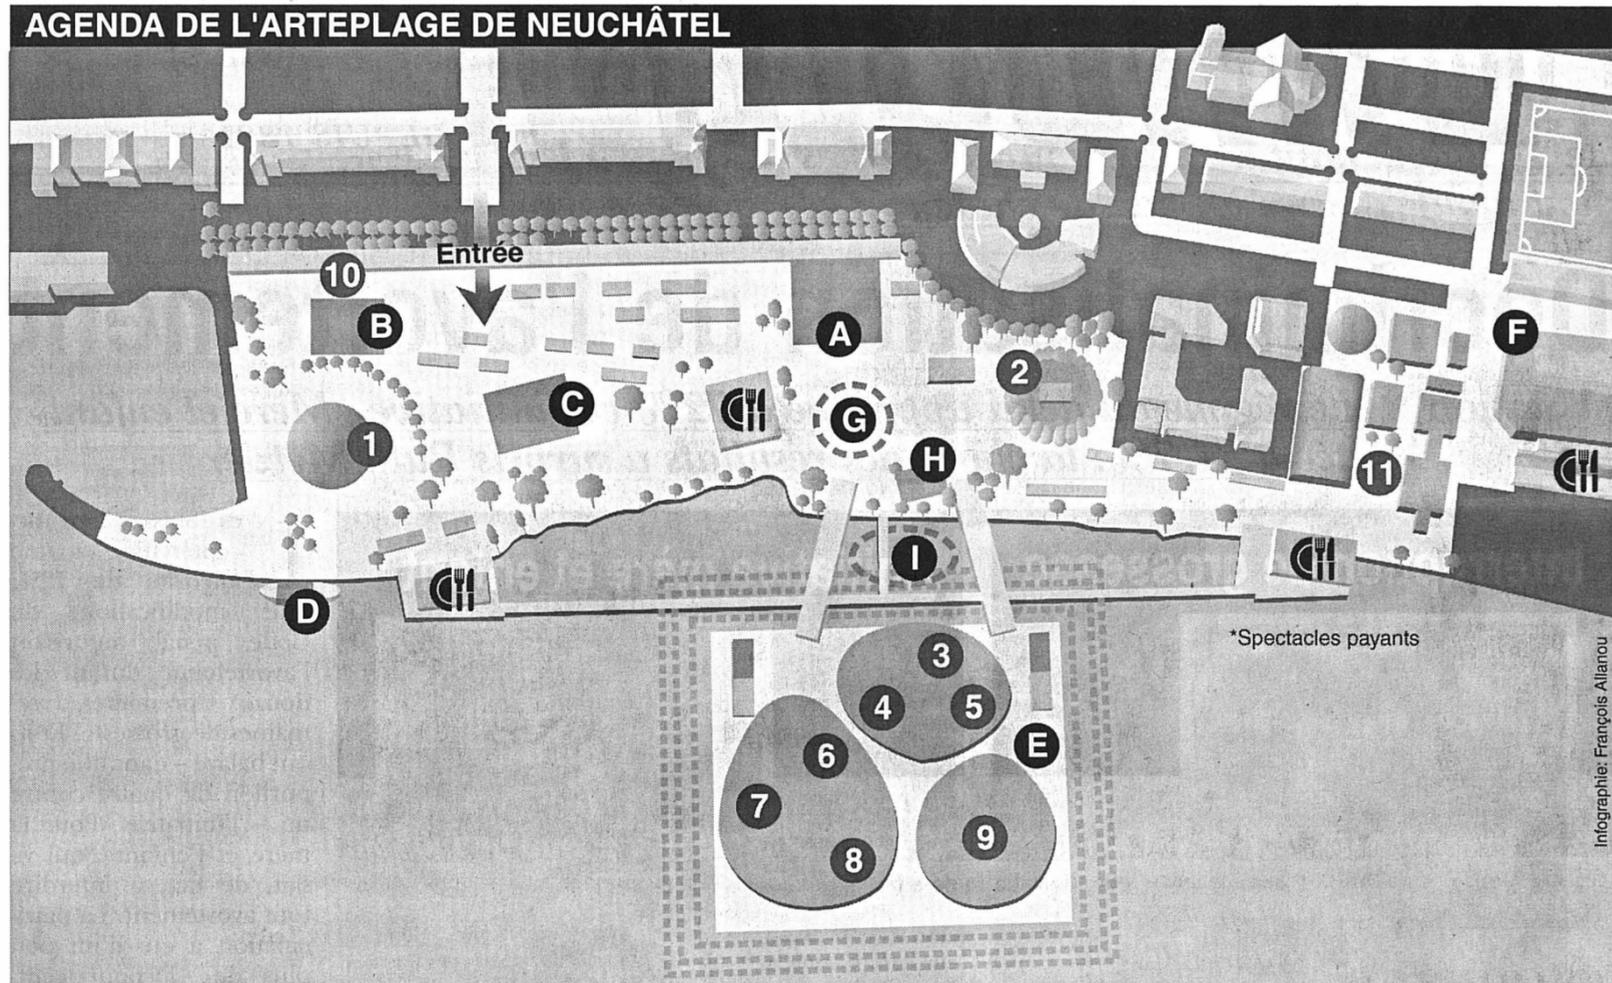 AGENDA DE L'ARTEPLAGE DE NEUCHÂTEL
Entrée
10
B
A
F
2
C
G
1
H
11
I
D
*Spectacles payants
3
4
5
E
6
7
8
9
Infographie: François Allanou